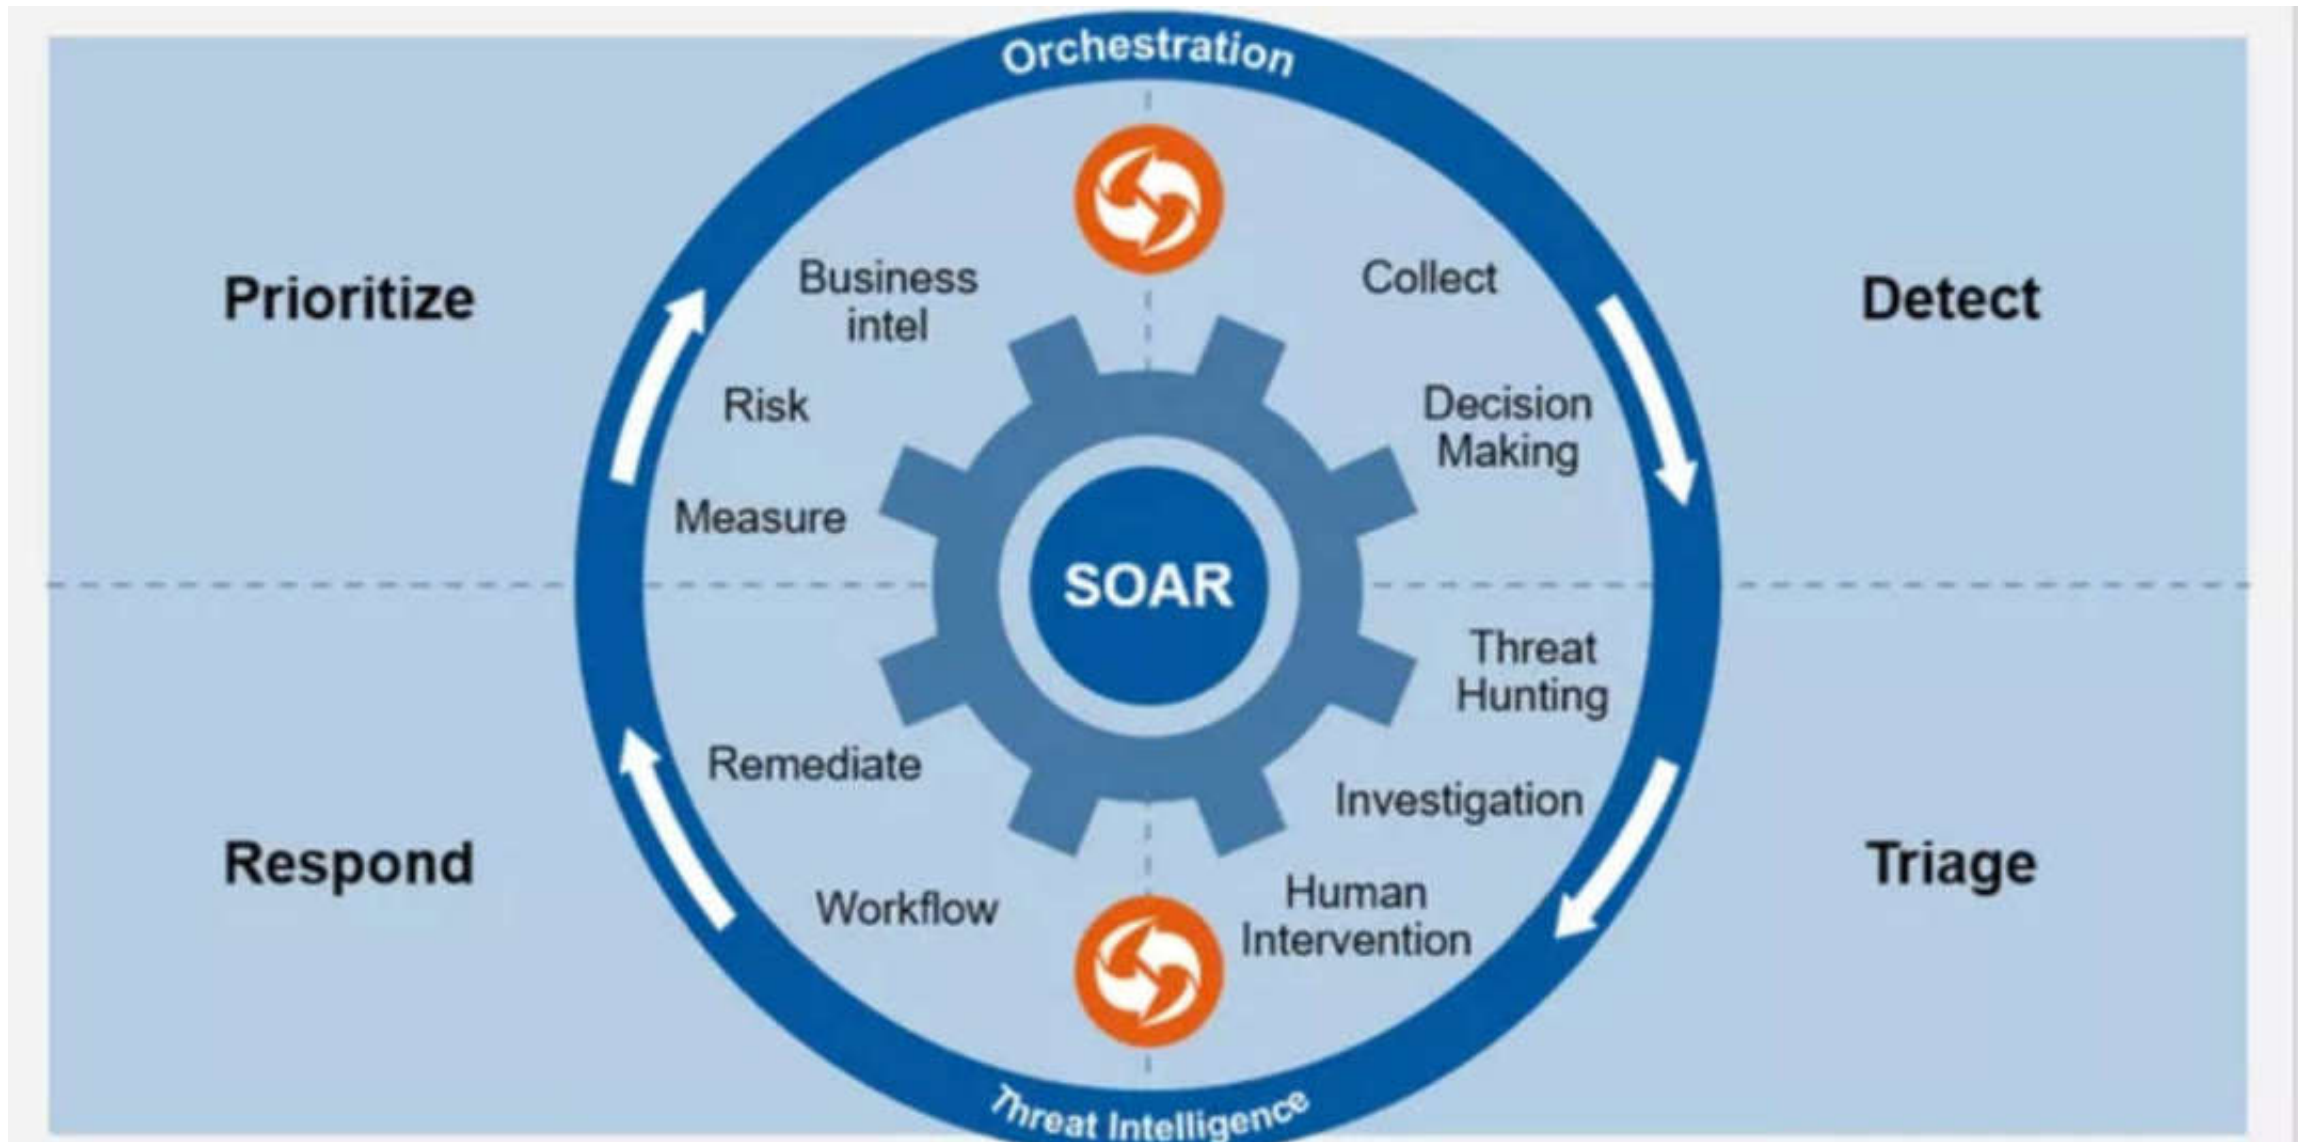 Orchestration
Prioritize
Business
intel
Risk
Measure
Collect
Decision
Making
Detect
SOAR
Respond
Remediate
Workflow
Threat
Hunting
Investigation
Human
Intervention
Triage
Threat Intelligence